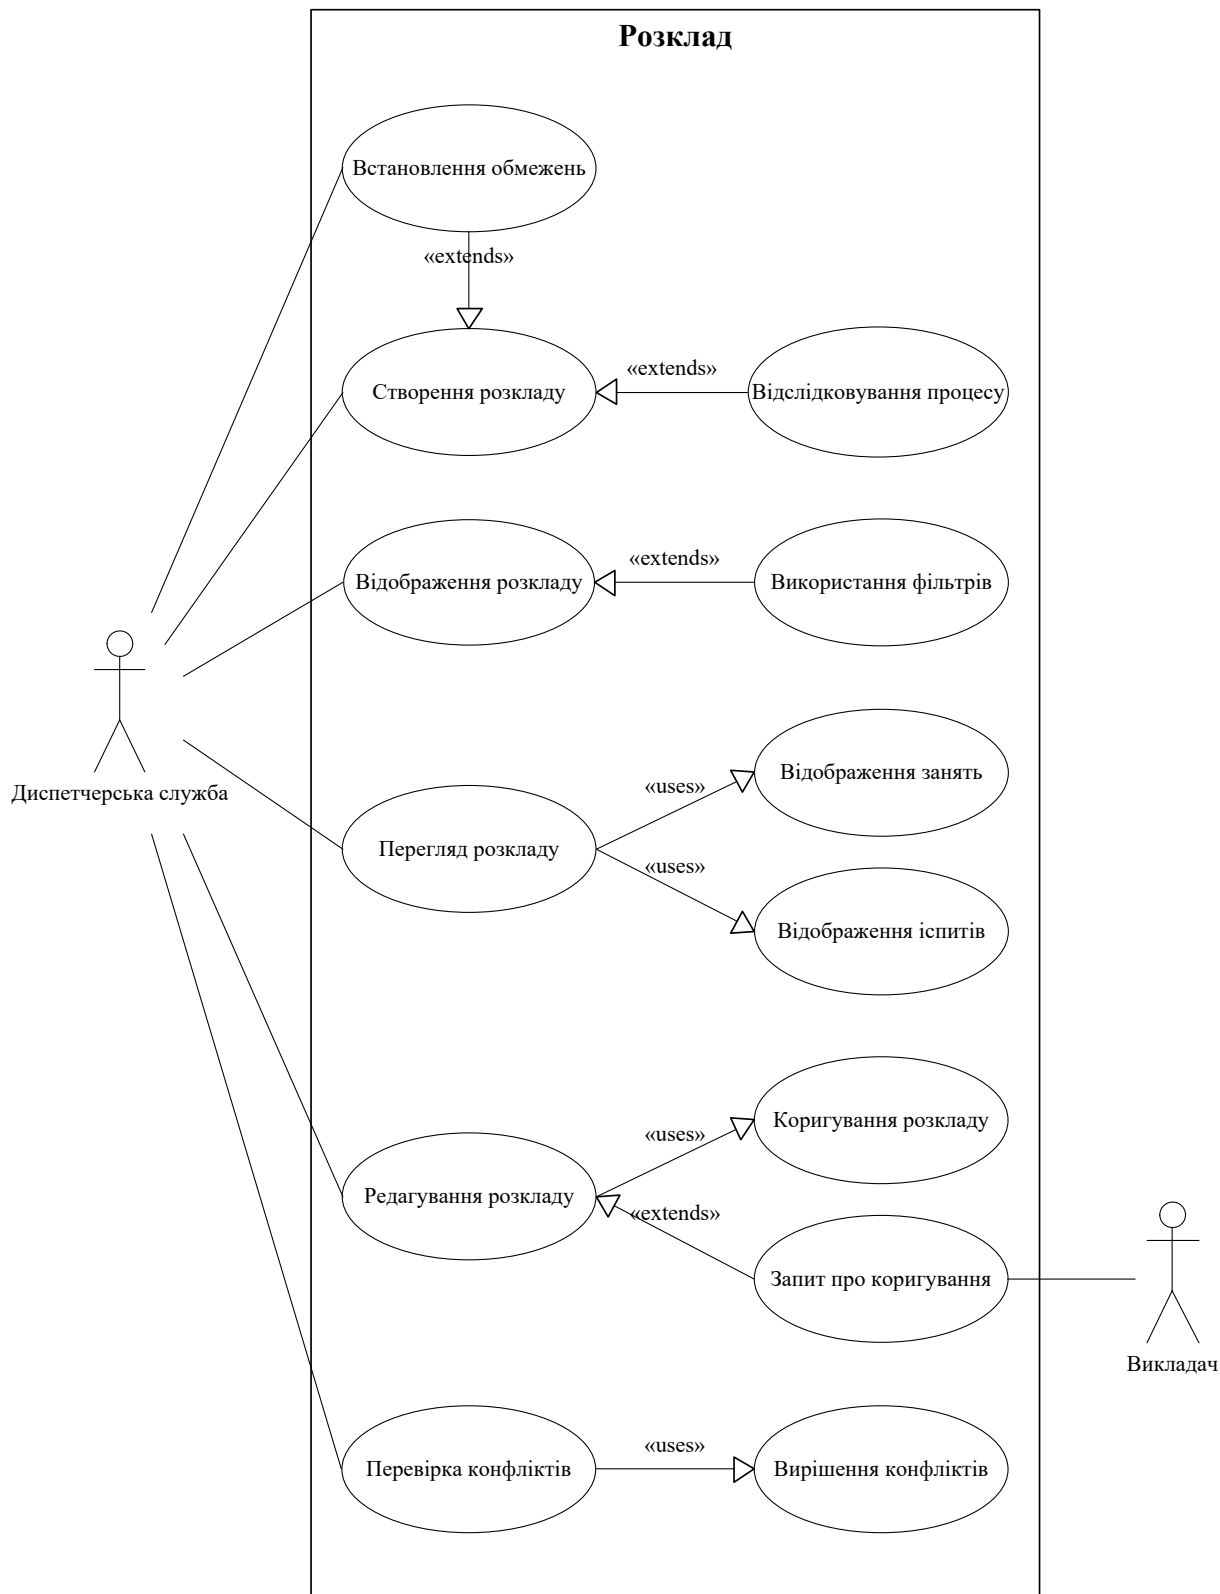 Розклад
Встановлення обмежень
«extends»
Створення розкладу
«extends»
Відслідковування процесу
Відображення розкладу
«extends»
Використання фільтрів
Диспетчерська служба
Перегляд розкладу
«uses»
Відображення занять
«uses»
Відображення іспитів
Редагування розкладу
«uses»
Коригування розкладу
«extends»
Запит про коригування
Викладач
Перевірка конфліктів
«uses»
Вирішення конфліктів